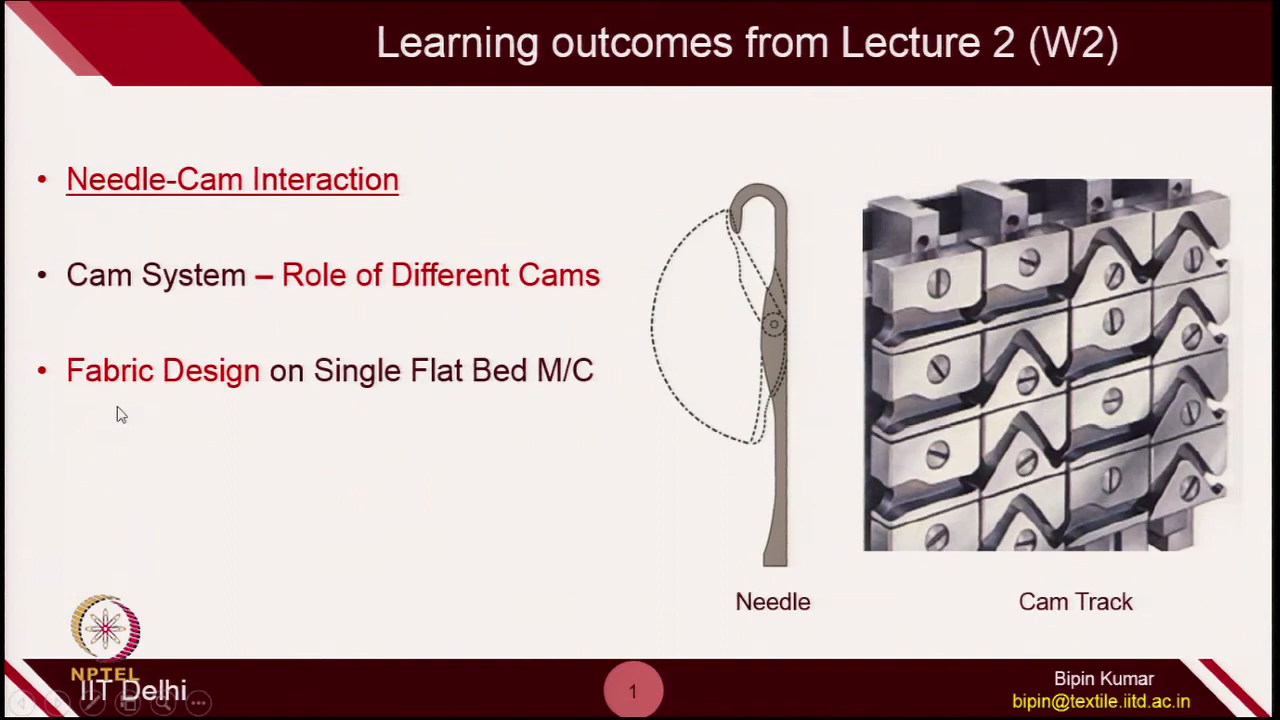 Learning outcomes from Lecture 2 (W2)
• Needle-Cam Interaction
• Cam System – Role of Different Cams
• Fabric Design on Single Flat Bed M/C
Needle
Cam Track
NPTEL
IIT Delhi
1
Bipin Kumar
bipin@textile.iitd.ac.in